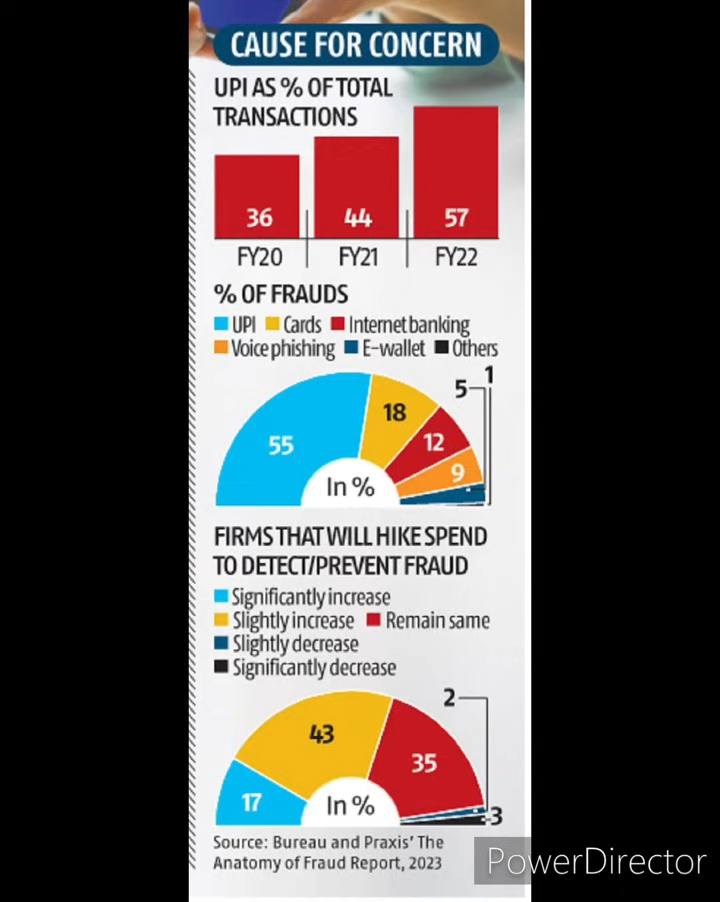 CAUSE FOR CONCERN
UPI AS % OF TOTAL
TRANSACTIONS
36 44 57
FY20 FY21 FY22
% OF FRAUDS
UPI Cards Internet banking
Voice phishing E-wallet Others
55 18 12 9 5 1
In %
FIRMS THAT WILL HIKE SPEND
TO DETECT/PREVENT FRAUD
Significantly increase
Slightly increase Remain same
Slightly decrease
Significantly decrease
17 43 35 2 3
In %
Source: Bureau and Praxis' The
Anatomy of Fraud Report, 2023
PowerDirector